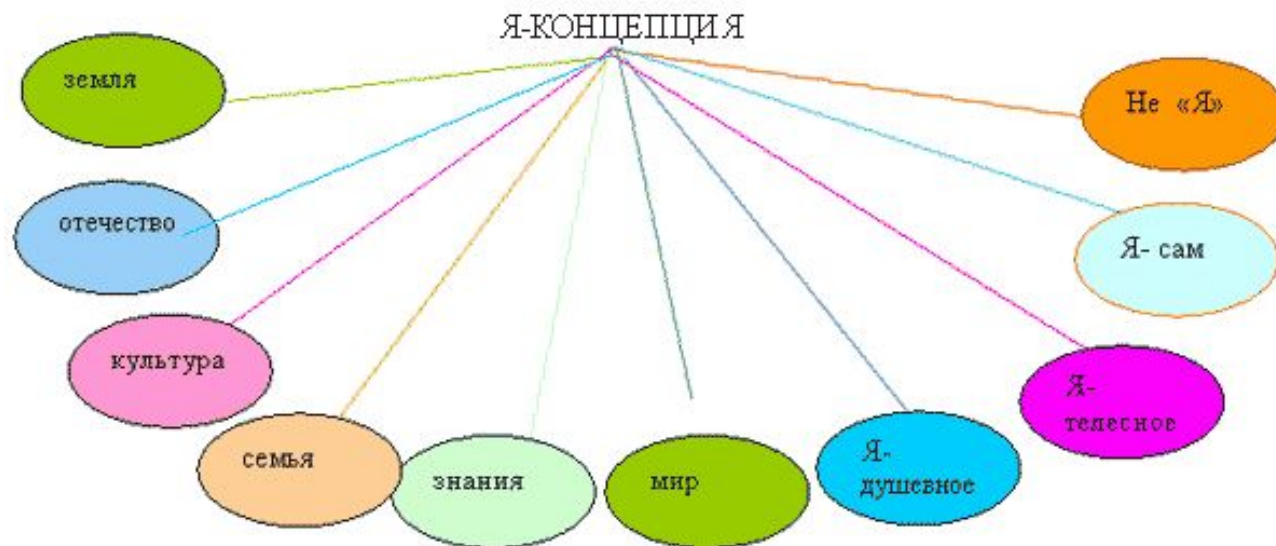 Я-КОНЦЕПЦИЯ
земля
Не «Я»
отечество
Я- сам
культура
Я-
телесное
семья
знания
мир
Я-
душевное